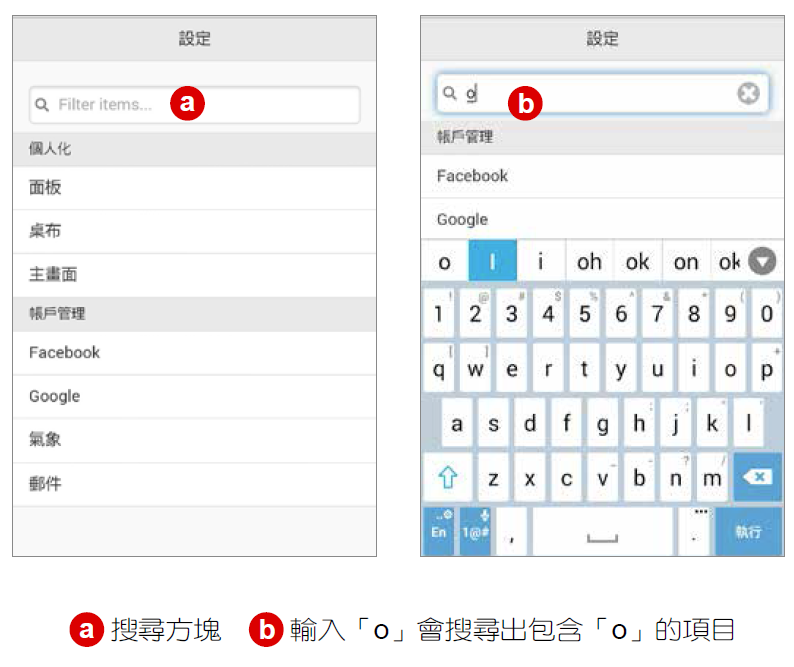 設定
Filter items...
a
個人化
面板
桌布
主畫面
帳戶管理
Facebook
Google
氣象
郵件
設定
o
b
帳戶管理
Facebook
Google
o I i oh ok on ok
! @ # $ % ^ & * ( )
1 2 3 4 5 6 7 8 9 0
[ ] +
q w e r t y u i o p
: ; " '
a s d f g h j k l
_ - ? /
z x c v b n m
En 1@# , . 執行
a 搜尋方塊 b 輸入「o」會搜尋出包含「o」的項目